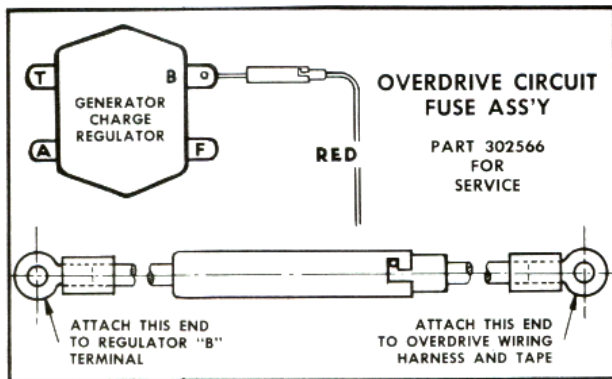 T
B
GENERATOR
CHARGE
REGULATOR
A
F
RED
OVERDRIVE CIRCUIT
FUSE ASS'Y
PART 302566
FOR
SERVICE
ATTACH THIS END
TO REGULATOR "B"
TERMINAL
ATTACH THIS END
TO OVERDRIVE WIRING
HARNESS AND TAPE